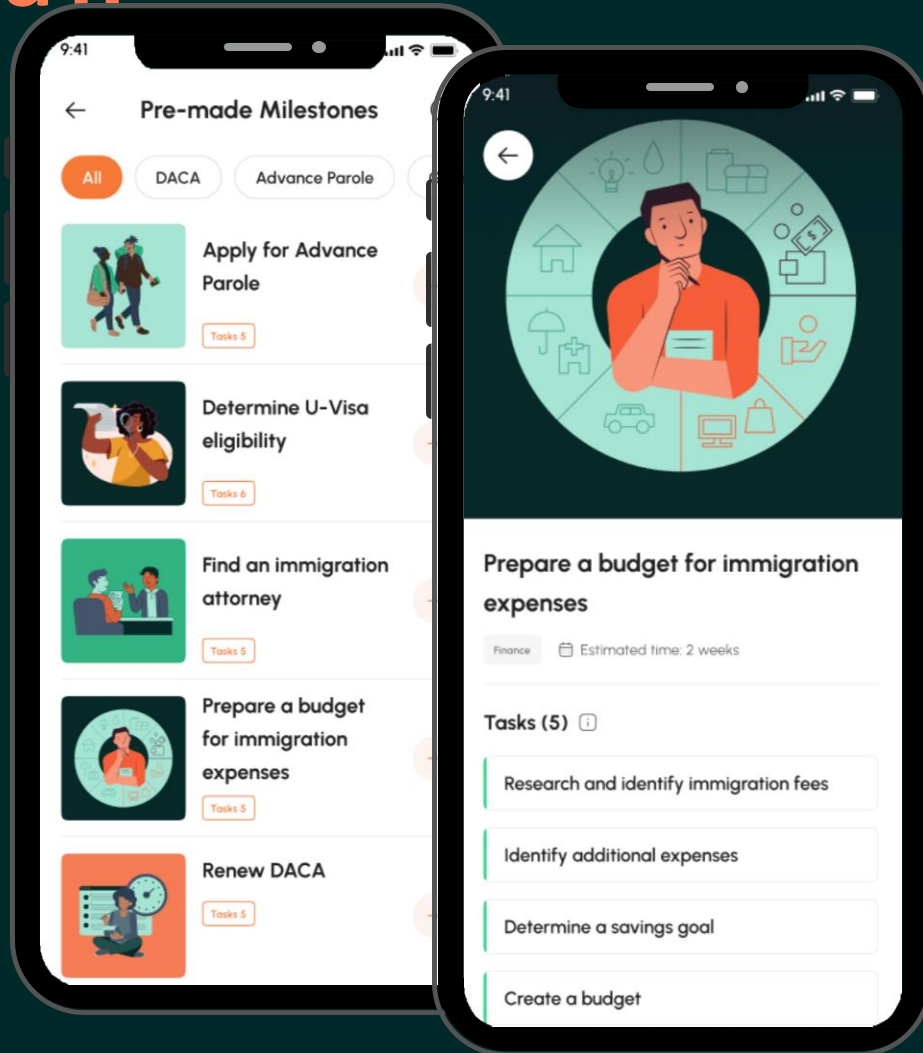 9:41
Pre-made Milestones
All
DACA
Advance Parole
Apply for Advance
Parole
Tasks 5
Determine U-Visa
eligibility
Tasks 6
Find an immigration
attorney
Tasks 5
Prepare a budget
for immigration
expenses
Tasks 5
Renew DACA
Tasks 5
9:41
Prepare a budget for immigration
expenses
Finance
Estimated time: 2 weeks
Tasks (5)
Research and identify immigration fees
Identify additional expenses
Determine a savings goal
Create a budget